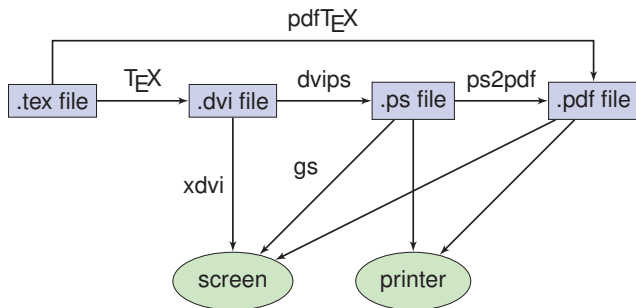 pdfTEX
TEX dvips ps2pdf
.tex file .dvi file .ps file .pdf file
xdvi gs
screen printer